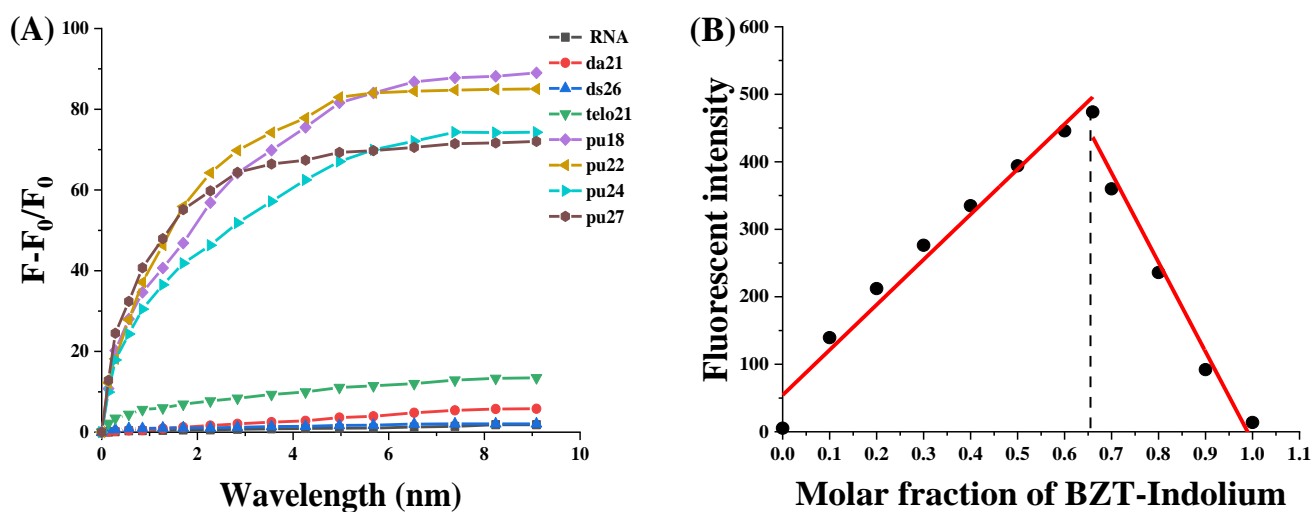 (A)
F-F0/F0
100
80
60
40
20
0
0 2 4 6 8 10
Wavelength (nm)
RNA
da21
ds26
telo21
pu18
pu22
pu24
pu27
(B)
Fluorescent intensity
600
500
400
300
200
100
0
0.0 0.1 0.2 0.3 0.4 0.5 0.6 0.7 0.8 0.9 1.0 1.1
Molar fraction of BZT-Indolium